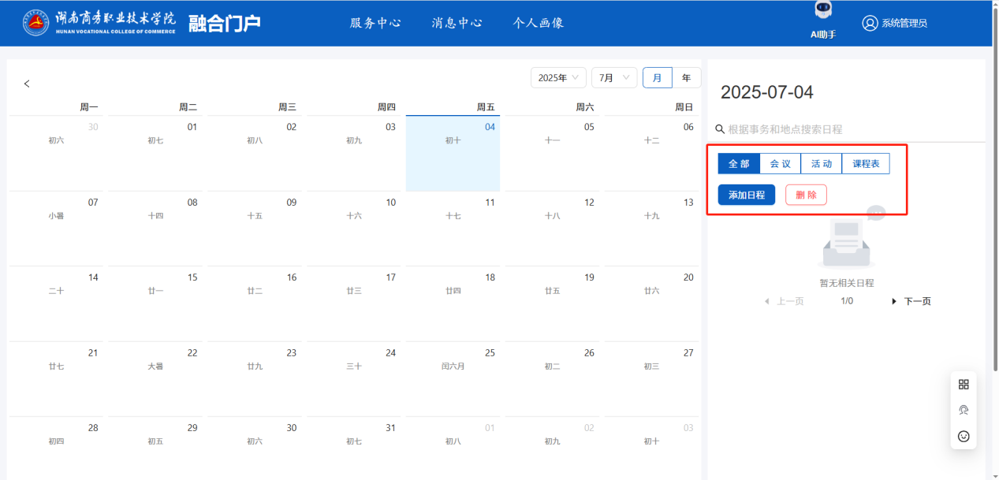 湖南商务职业技术学院 融合门户 服务中心 消息中心 个人画像 AI助手 系统管理员
HUNAN VOCATIONAL COLLEGE OF COMMERCE
<
2025年 7月 月 年
周一 周二 周三 周四 周五 周六 周日
30 01 02 03 04 05 06
初六 初七 初八 初九 初十 十一 十二
07 08 09 10 11 12 13
小暑 十四 十五 十六 十七 十八 十九
14 15 16 17 18 19 20
二十 廿一 廿二 廿三 廿四 廿五 廿六
21 22 23 24 25 26 27
廿七 大暑 廿九 三十 闰六月 初二 初三
28 29 30 31 01 02 03
初四 初五 初六 初七 初八 初九 初十
2025-07-04
根据事务和地点搜索日程
全部 会议 活动 课程表
添加日程 删除
暂无相关日程
上一页 1/0 下一页